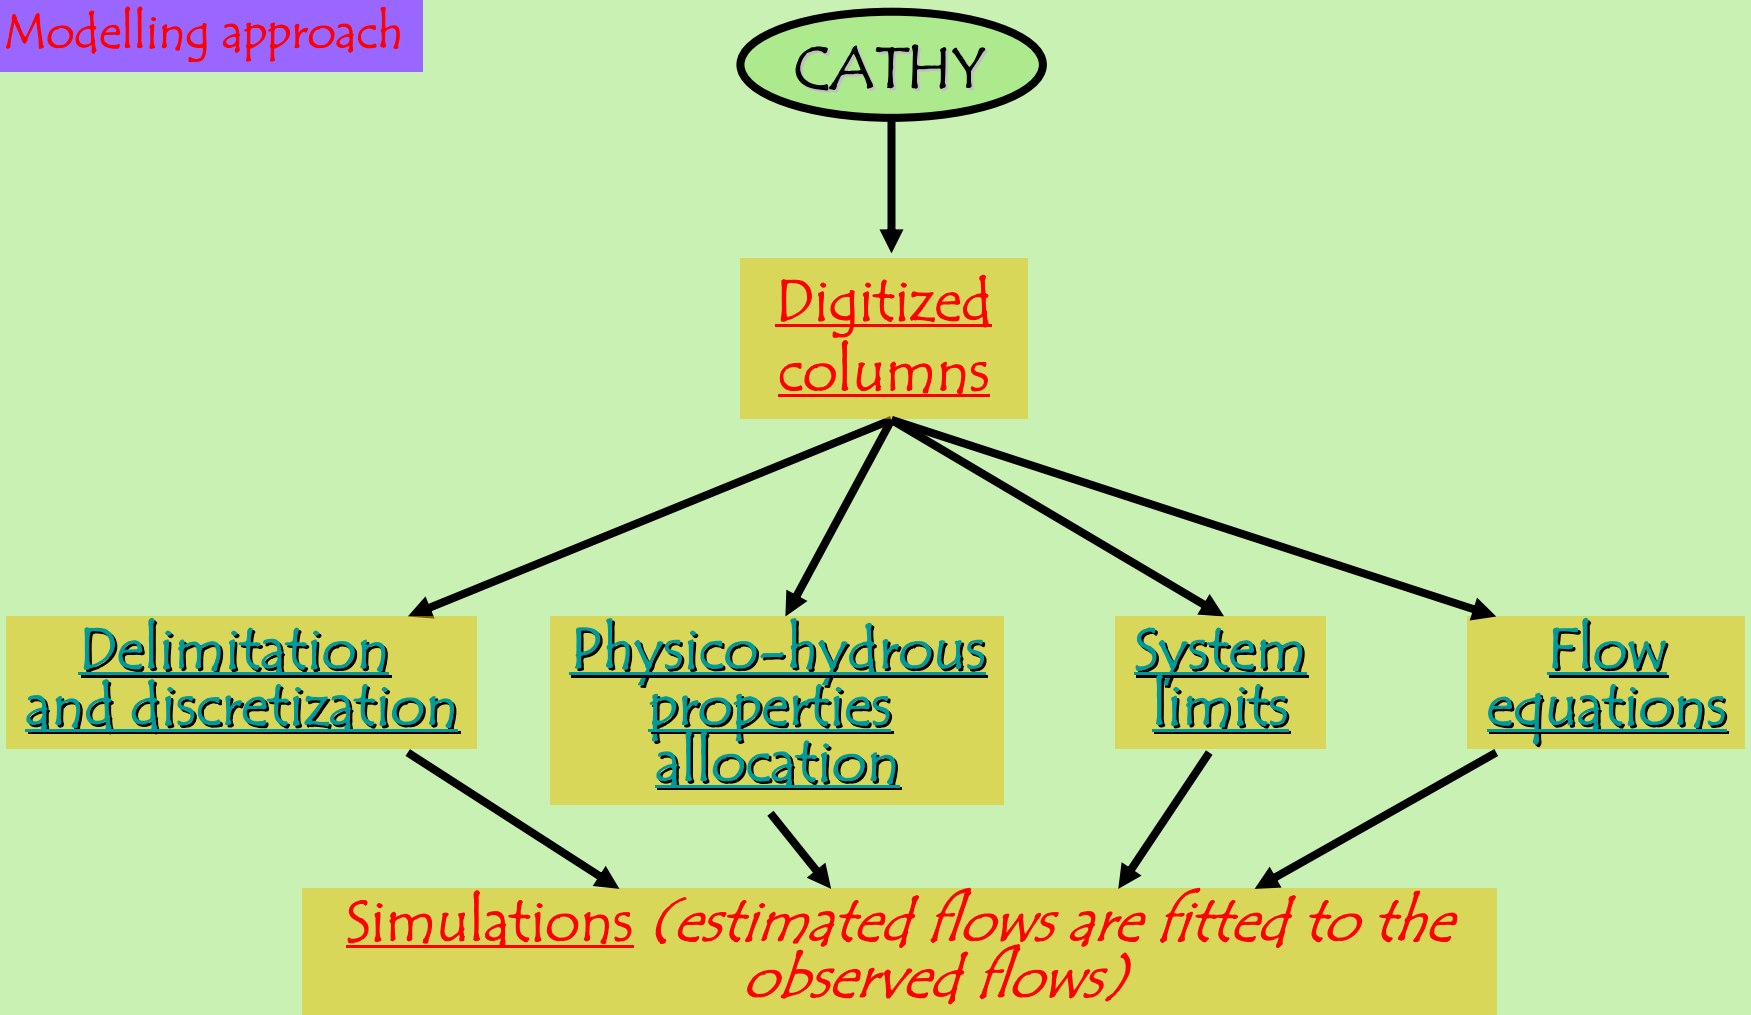 Modelling approach
CATHY
Digitized
columns
Delimitation
and discretization
Physico-hydrous
properties
allocation
System
limits
Flow
equations
Simulations (estimated flows are fitted to the
observed flows)